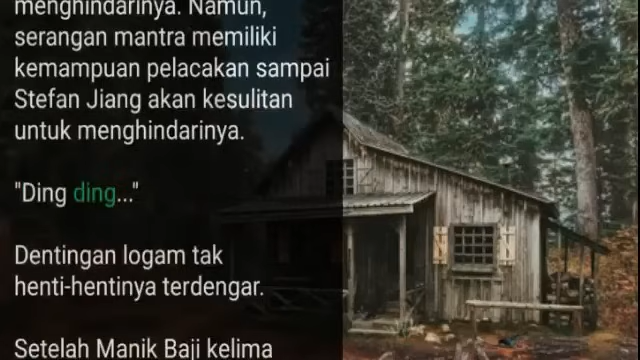 menghindarinya. Namun,
serangan mantra memiliki
kemampuan pelacakan sampai
Stefan Jiang akan kesulitan
untuk menghindarinya.
"Ding ding..."
Dentingan logam tak
henti-hentinya terdengar.
Setelah Manik Baji kelima